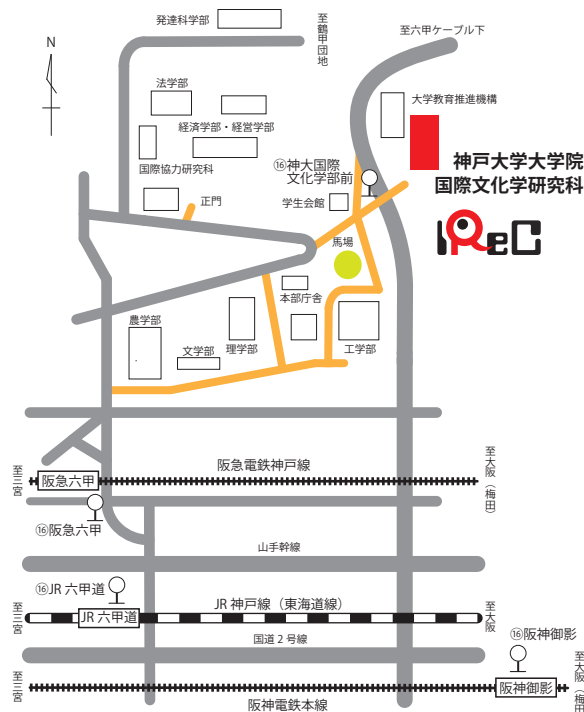 発達科学部
至鶴甲団地
至六甲ケーブル下
N
法学部
大学教育推進機構
経済学部・経営学部
国際協力研究科
⑯神大国際
文化学部前
神戸大学大学院
国際文化学研究科
正門
学生会館
IReC
馬場
本部庁舎
農学部
文学部
理学部
工学部
阪急電鉄神戸線
至三宮
阪急六甲
至大阪（梅田）
⑯阪急六甲
山手幹線
⑯JR 六甲道
JR 神戸線（東海道線）
至三宮
JR 六甲道
至大阪
国道 2 号線
⑯阪神御影
至三宮
阪神御影
至大阪（梅田）
阪神電鉄本線